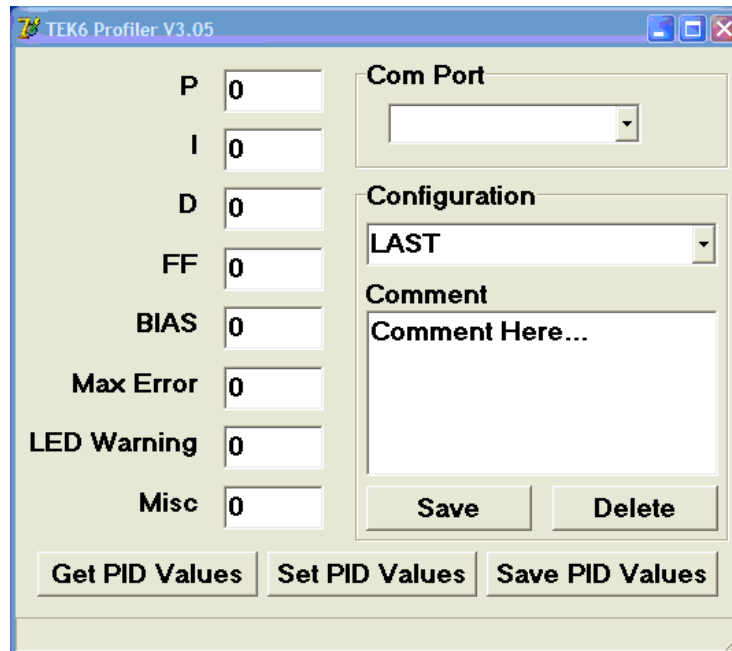 TEK6 Profiler V3.05
P 0
I 0
D 0
FF 0
BIAS 0
Max Error 0
LED Warning 0
Misc 0
Com Port
Configuration
LAST
Comment
Comment Here...
Save Delete
Get PID Values Set PID Values Save PID Values